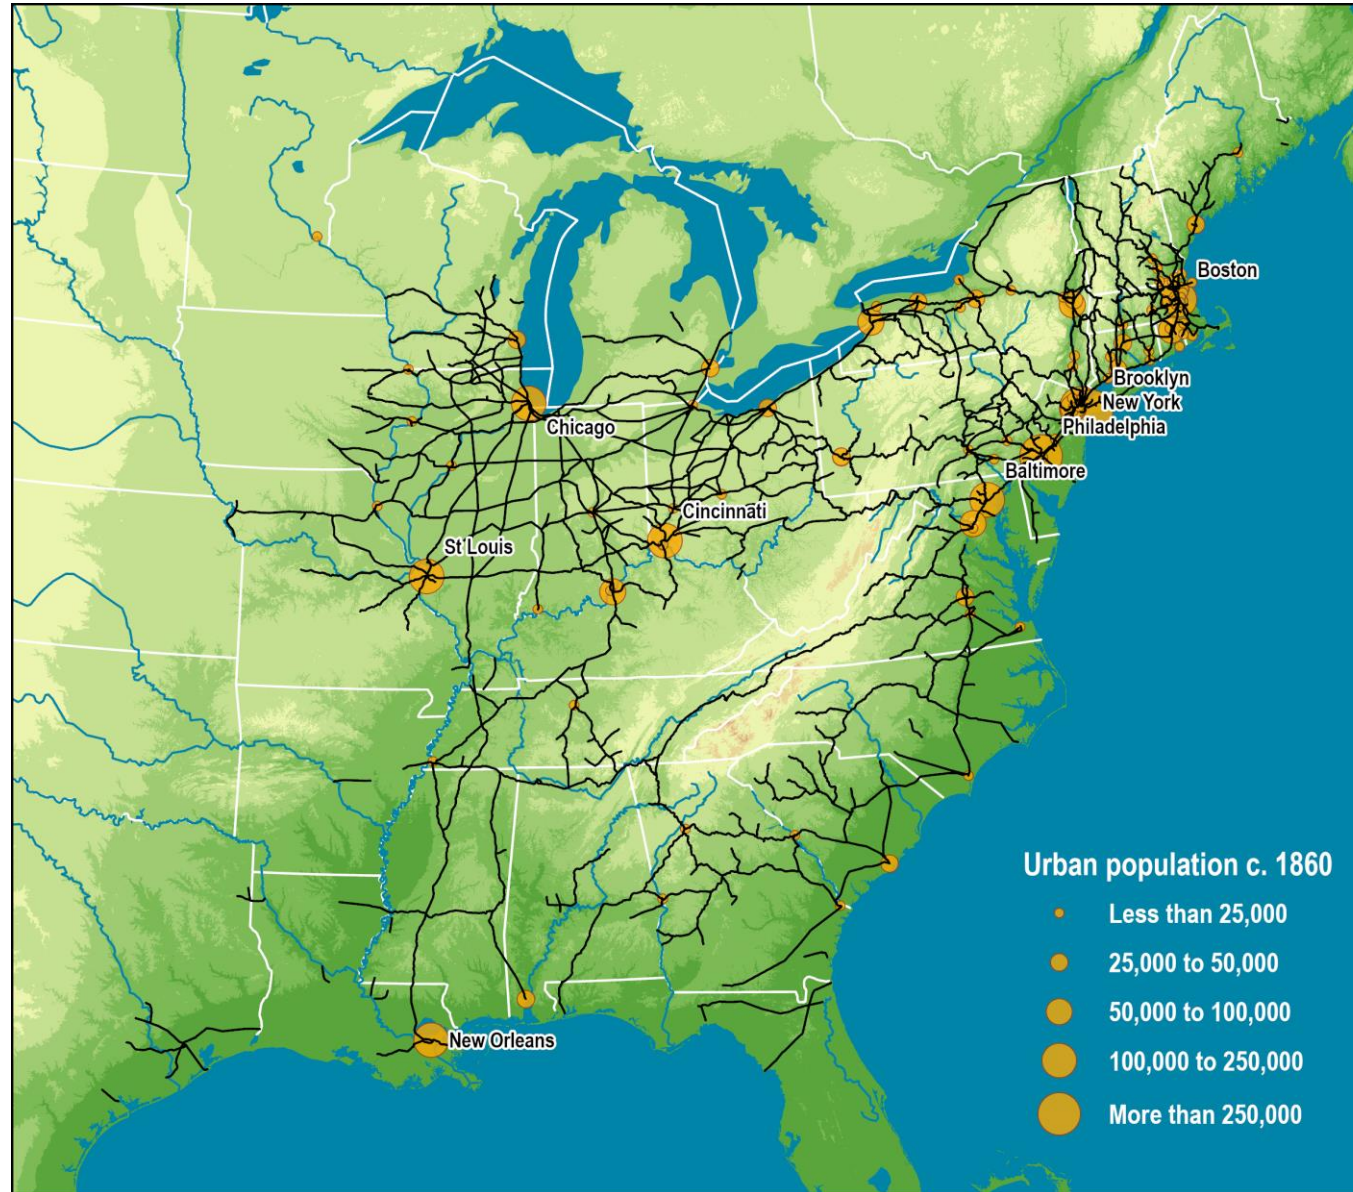 Boston
Brooklyn
New York
Philadelphia
Chicago
Baltimore
Cincinnati
St Louis
New Orleans
Urban population c. 1860
Less than 25,000
25,000 to 50,000
50,000 to 100,000
100,000 to 250,000
More than 250,000